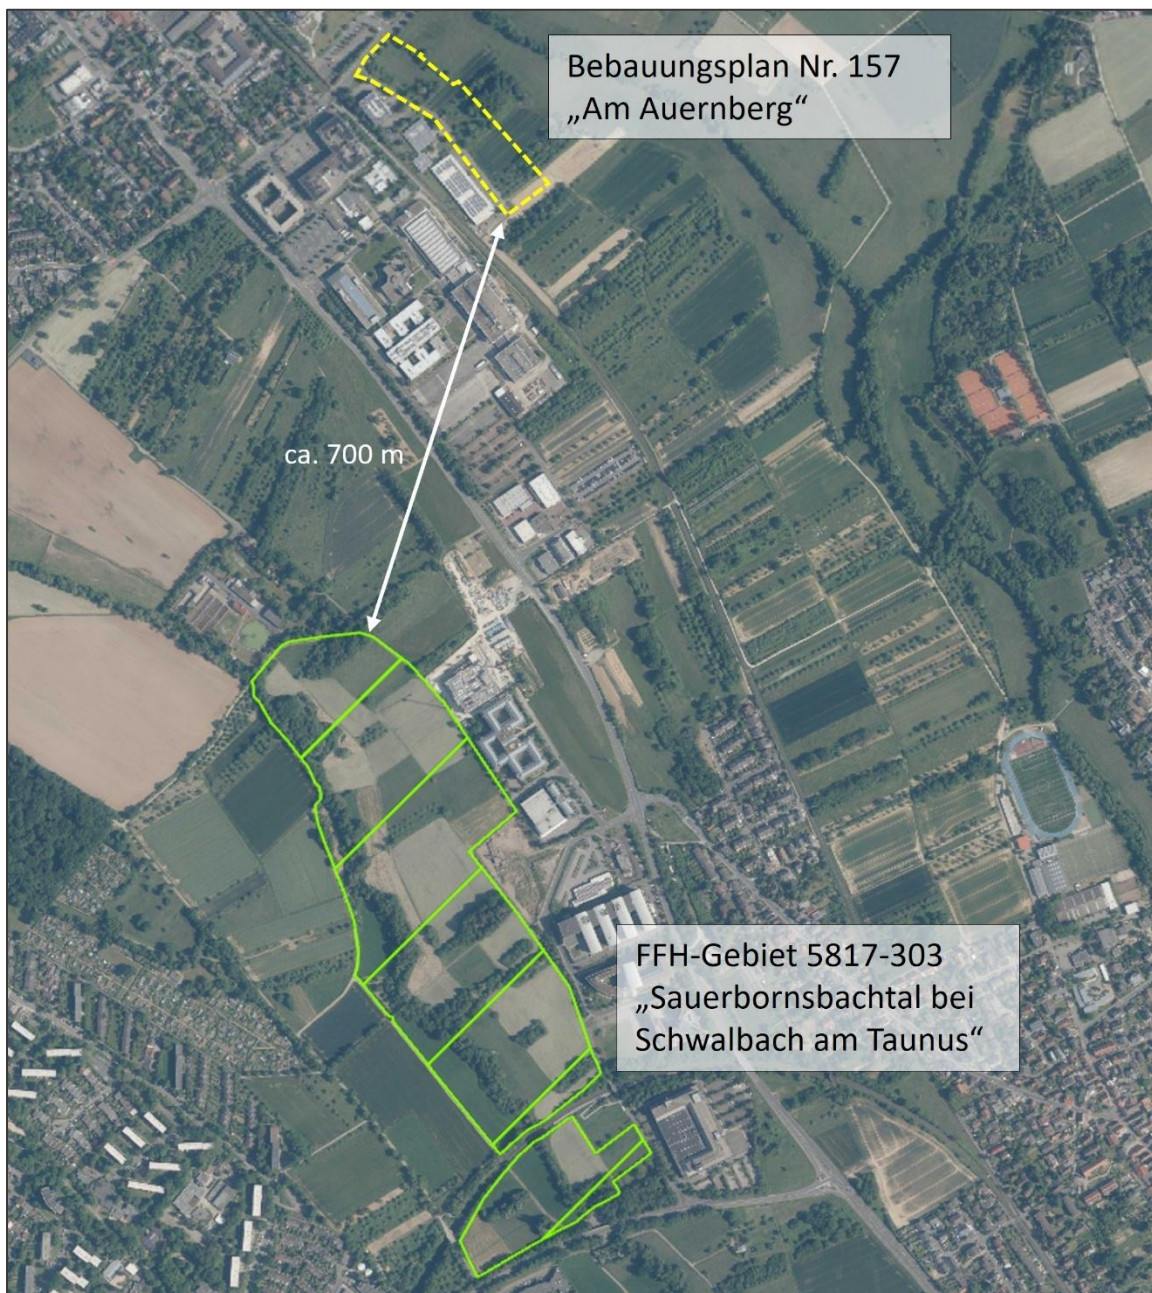 Bebauungsplan Nr. 157
„Am Auernberg“
ca. 700 m
FFH-Gebiet 5817-303
„Sauerbornsbachtal bei
Schwalbach am Taunus“